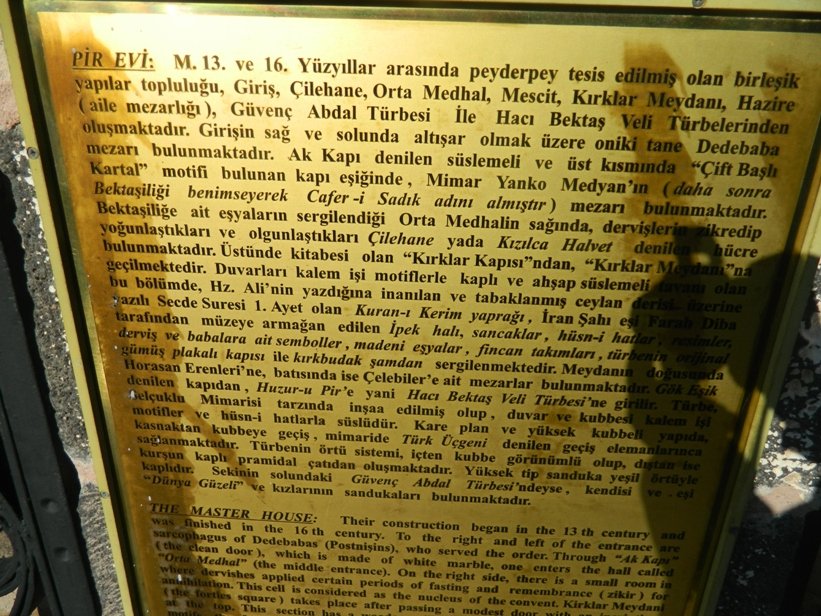 PİR EVİ: M. 13. ve 16. Yüzyıllar arasında peyderpey tesis edilmiş olan birleşik
yapılar topluluğu, Giriş, Çilehane, Orta Medhal, Mescit, Kırklar Meydanı, Hazire
(aile mezarlığı), Güvenç Abdal Türbesi İle Hacı Bektaş Veli Türbelerinden
oluşmaktadır. Girişin sağ ve solunda altışar olmak üzere oniki tane Dedebaba
mezarı bulunmaktadır. Ak Kapı denilen süslemeli ve üst kısmında “Çift Başlı
Kartal” motifi bulunan kapı eşiğinde, Mimar Yanko Medyan’ın (daha sonra
Bektaşiliği benimseyerek Cafer-i Sadık adını almıştır) mezarı bulunmaktadır.
Bektaşiliğe ait eşyaların sergilendiği Orta Medhalin sağında, dervişlerin zikredip
yoğunlaştıkları ve olgunlaştıkları Çilehane yada Kızılca Halvet denilen hücre
bulunmaktadır. Üstünde kitabesi olan “Kırklar Kapısı”ndan, “Kırklar Meydanı”na
geçilmektedir. Duvarları kalem işi motiflerle kaplı ve ahşap süslemeli tavanı olan
bu bölümde, Hz. Ali’nin yazdığına inanılan ve tabaklanmış ceylan derisi üzerine
yazılı Secde Suresi 1. Ayet olan Kuran-ı Kerim yaprağı, İran Şahı eşi Farah Diba
tarafından müzeye armağan edilen İpek halı, sancaklar, hüsn-i hatlar, resimler,
derviş ve babalara ait semboller, madeni eşyalar, fincan takımları, türbenin orijinal
gümüş plakalı kapısı ile kırkbudak şamdan sergilenmektedir. Meydanın doğusunda
Horasan Erenleri’ne, batısında ise Çelebiler’e ait mezarlar bulunmaktadır. Gök Eşik
denilen kapıdan, Huzur-u Pir’e yani Hacı Bektaş Veli Türbesi’ne girilir. Türbe,
Selçuklu Mimarisi tarzında inşaa edilmiş olup, duvar ve kubbesi kalem işi
motifler ve hüsn-i hatlarla süslüdür. Kare plan ve yüksek kubbeli yapıda,
kasnaktan kubbeye geçiş, mimaride Türk Üçgeni denilen geçiş elemanlarınca
sağlanmaktadır. Türbenin örtü sistemi, içten kubbe görünümlü olup, dıştan ise
kurşun kaplı pramidal çatıdan oluşmaktadır. Yüksek tip sanduka yeşil örtüyle
kaplıdır. Sekinin solundaki Güvenç Abdal Türbesi’ndeyse, kendisi ve eşi
“Dünya Güzeli” ve kızlarının sandukaları bulunmaktadır.
THE MASTER HOUSE: Their construction began in the 13 th century and
was finished in the 16 th century. To the right and left of the entrance are
sarcophagus of Dedebabas (Postnişins), who served the order. Through “Ak Kapı”
(the clean door), which is made of white marble, one enters the hall called
“Orta Medhal” (the middle entrance). On the right side, there is a small room in
where dervishes applied certain periods of fasting and remembrance (zikir) for
annihilation. This cell is considered as the nucleus of the convent. Kırklar Meydanı
(the forties square) takes place after passing a modest door with
at the top. This section has a